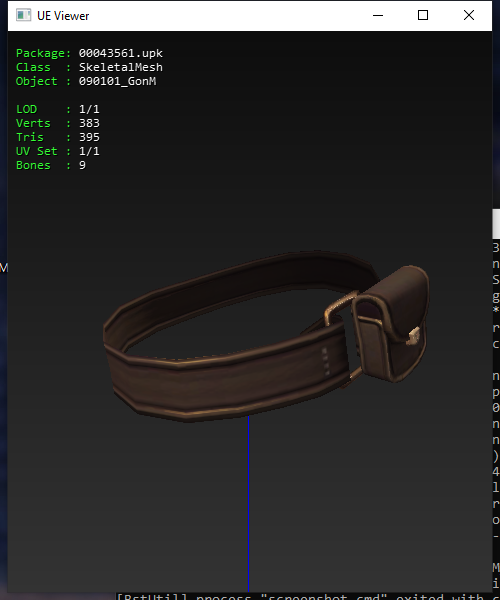 UE Viewer
Package: 00043561.upk
Class  : SkeletalMesh
Object : 090101_GonM
LOD    : 1/1
Verts  : 383
Tris   : 395
UV Set : 1/1
Bones  : 9